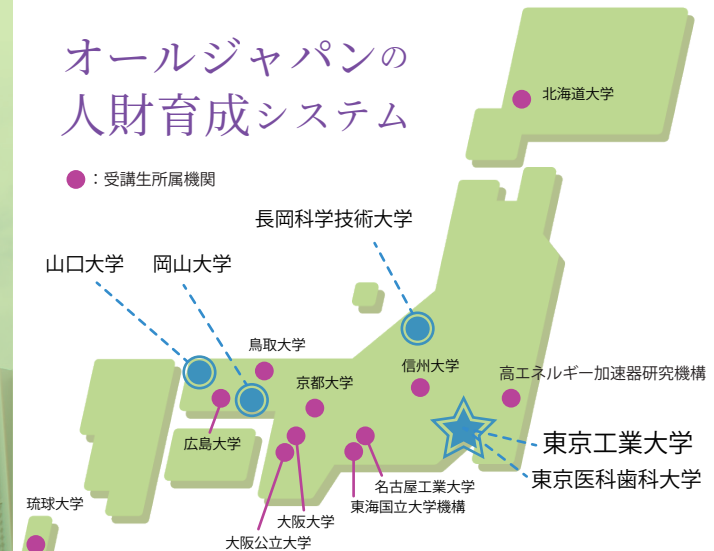 オールジャパンの
人財育成システム
●：受講生所属機関
北海道大学
長岡科学技術大学
山口大学
岡山大学
鳥取大学
信州大学
高エネルギー加速器研究機構
京都大学
広島大学
東京工業大学
東京医科歯科大学
名古屋工業大学
東海国立大学機構
琉球大学
大阪大学
大阪公立大学